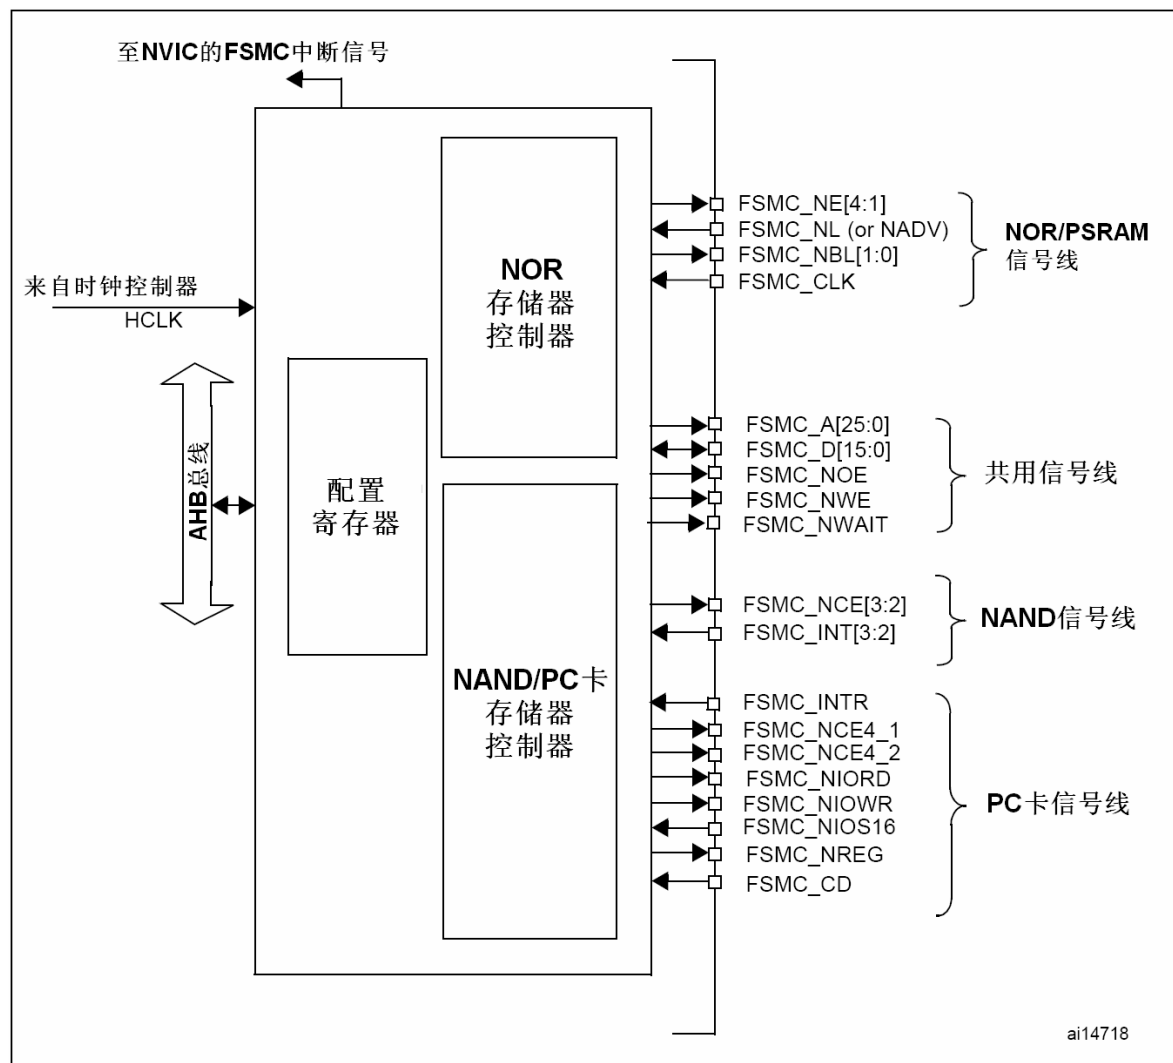 至NVIC的FSMC中断信号
来自时钟控制器
HCLK
AHB总线
配置
寄存器
NOR
存储器
控制器
NAND/PC卡
存储器
控制器
FSMC_NE[4:1]
FSMC_NL (or NADV)
FSMC_NBL[1:0]
FSMC_CLK
NOR/PSRAM
信号线
FSMC_A[25:0]
FSMC_D[15:0]
FSMC_NOE
FSMC_NWE
FSMC_NWAIT
共用信号线
FSMC_NCE[3:2]
FSMC_INT[3:2]
NAND信号线
FSMC_INTR
FSMC_NCE4_1
FSMC_NCE4_2
FSMC_NIORD
FSMC_NIOWR
FSMC_NIOS16
FSMC_NREG
FSMC_CD
PC卡信号线
ai14718